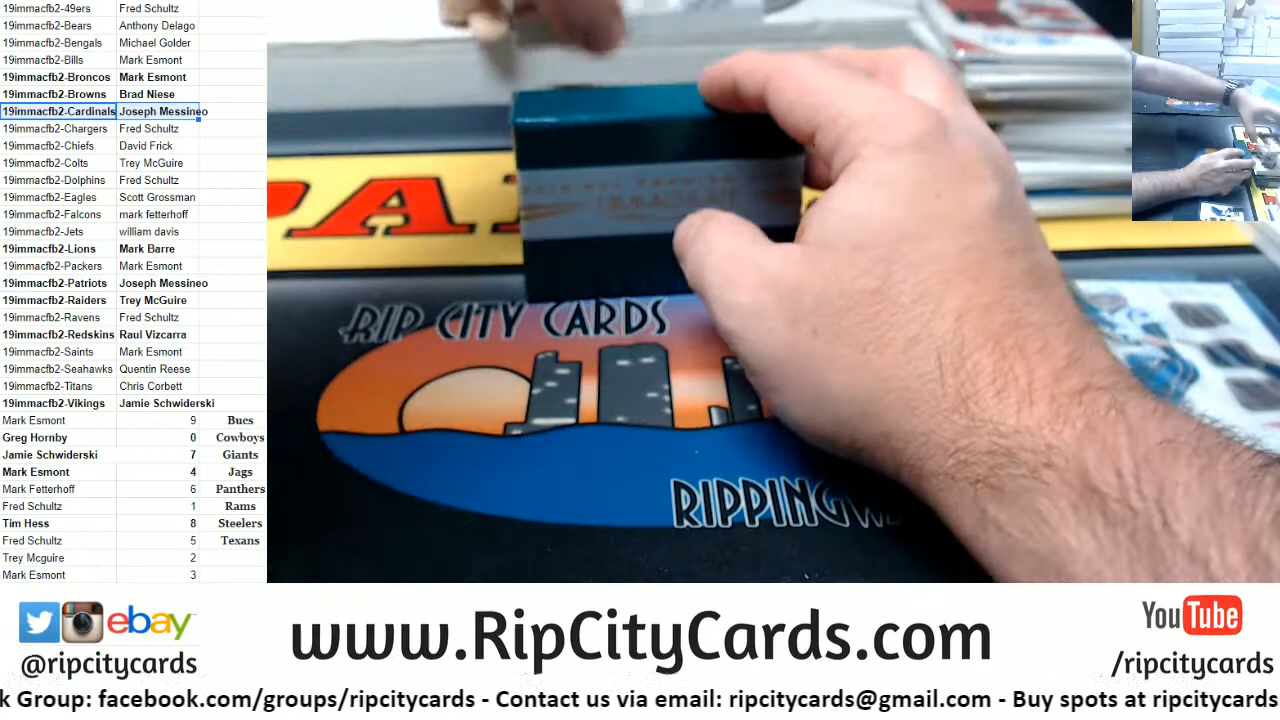 19immacfb2-49ers Fred Schultz
19immacfb2-Bears Anthony Delago
19immacfb2-Bengals Michael Golder
19immacfb2-Bills Mark Esmont
19immacfb2-Broncos Mark Esmont
19immacfb2-Browns Brad Niese
19immacfb2-Cardinals Joseph Messineo
19immacfb2-Chargers Fred Schultz
19immacfb2-Chiefs David Frick
19immacfb2-Colts Trey McGuire
19immacfb2-Dolphins Fred Schultz
19immacfb2-Eagles Scott Grossman
19immacfb2-Falcons mark fetterhoff
19immacfb2-Jets william davis
19immacfb2-Lions Mark Barre
19immacfb2-Packers Mark Esmont
19immacfb2-Patriots Joseph Messineo
19immacfb2-Raiders Trey McGuire
19immacfb2-Ravens Fred Schultz
19immacfb2-Redskins Raul Vizcarra
19immacfb2-Saints Mark Esmont
19immacfb2-Seahawks Quentin Reese
19immacfb2-Titans Chris Corbett
19immacfb2-Vikings Jamie Schwiderski
Mark Esmont 9 Bucs
Greg Hornby 0 Cowboys
Jamie Schwiderski 7 Giants
Mark Esmont 4 Jags
Mark Fetterhoff 6 Panthers
Fred Schultz 1 Rams
Tim Hess 8 Steelers
Fred Schultz 5 Texans
Trey Mcguire 2
Mark Esmont 3
RIP CITY CARDS
ebay
@ripcitycards
www.RipCityCards.com
YouTube
/ripcitycards
k Group: facebook.com/groups/ripcitycards - Contact us via email: ripcitycards@gmail.com - Buy spots at ripcitycards